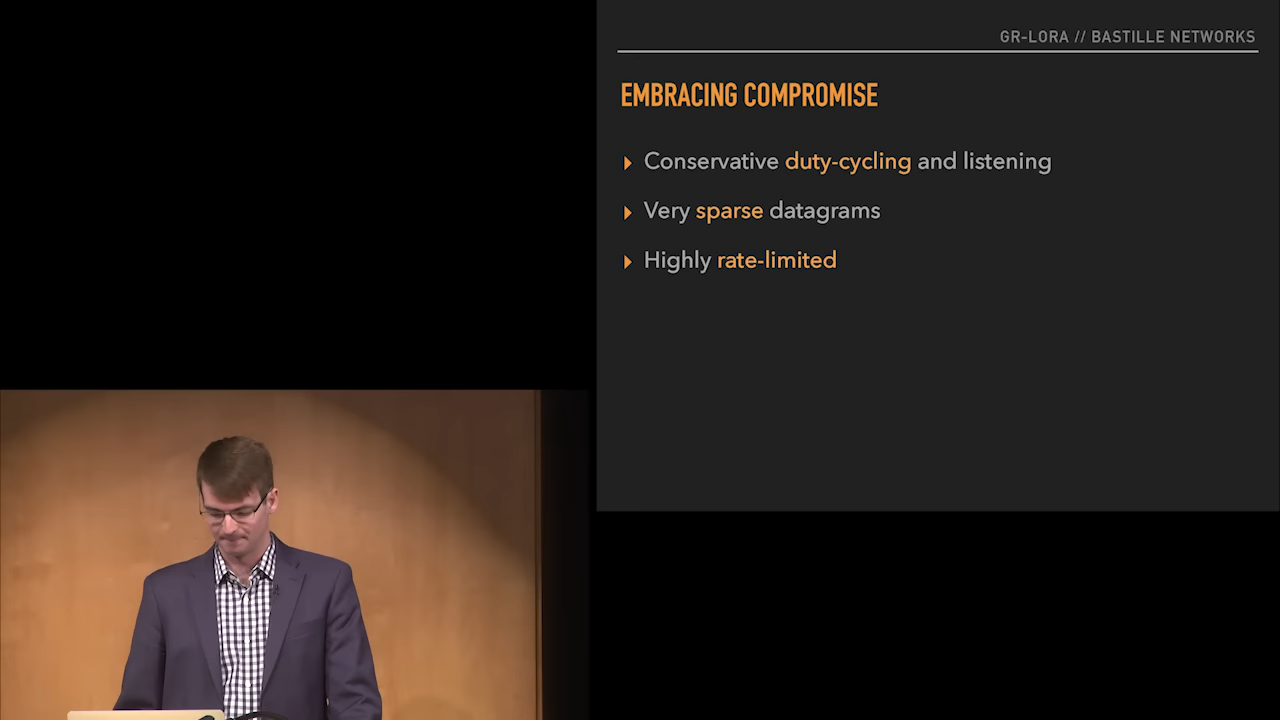 GR-LORA // BASTILLE NETWORKS
EMBRACING COMPROMISE
Conservative duty-cycling and listening
Very sparse datagrams
Highly rate-limited